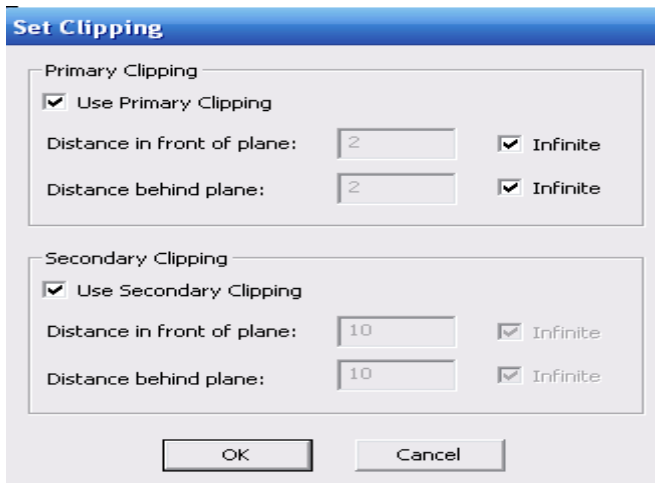 Set Clipping
Primary Clipping
Use Primary Clipping
Distance in front of plane: 2 Infinite
Distance behind plane: 2 Infinite
Secondary Clipping
Use Secondary Clipping
Distance in front of plane: 10 Infinite
Distance behind plane: 10 Infinite
OK Cancel